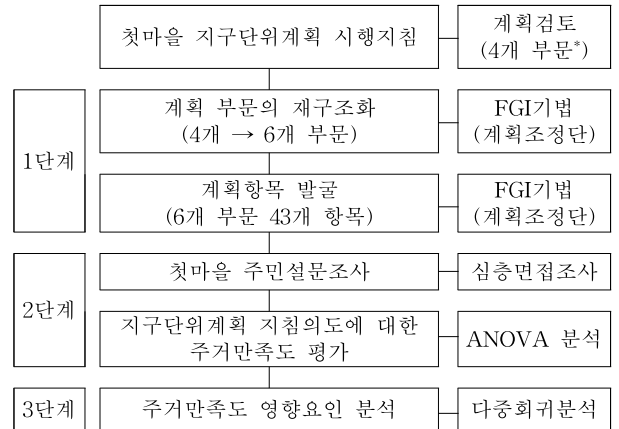 첫마을 지구단위계획 시행지침
계획검토
(4개 부문*)
1단계
계획 부문의 재구조화
(4개 → 6개 부문)
FGI기법
(계획조정단)
계획항목 발굴
(6개 부문 43개 항목)
FGI기법
(계획조정단)
2단계
첫마을 주민설문조사
심층면접조사
지구단위계획 지침의도에 대한
주거만족도 평가
ANOVA 분석
3단계
주거만족도 영향요인 분석
다중회귀분석